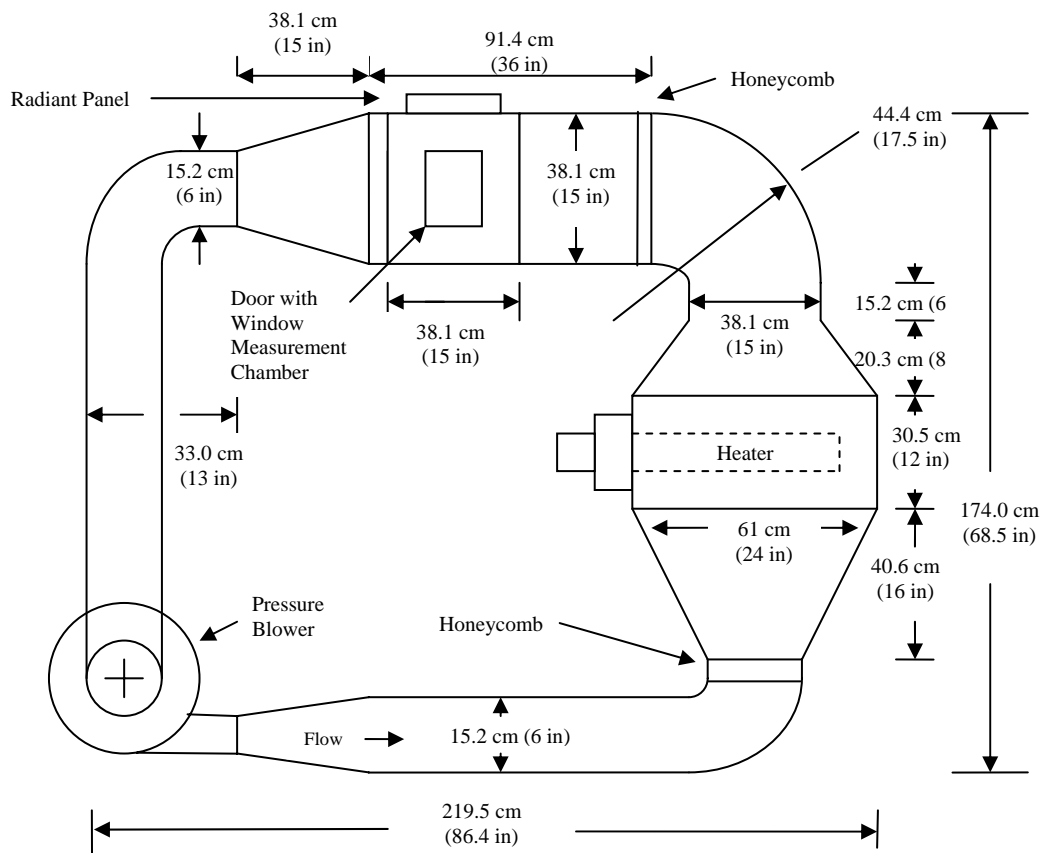 38.1 cm
(15 in)
91.4 cm
(36 in)
Honeycomb
Radiant Panel
44.4 cm
(17.5 in)
15.2 cm
(6 in)
38.1 cm
(15 in)
Door with
Window
Measurement
Chamber
38.1 cm
(15 in)
38.1 cm
(15 in)
15.2 cm (6
20.3 cm (8
33.0 cm
(13 in)
Heater
30.5 cm
(12 in)
174.0 cm
(68.5 in)
61 cm
(24 in)
40.6 cm
(16 in)
Pressure
Blower
Honeycomb
Flow
15.2 cm (6 in)
219.5 cm
(86.4 in)